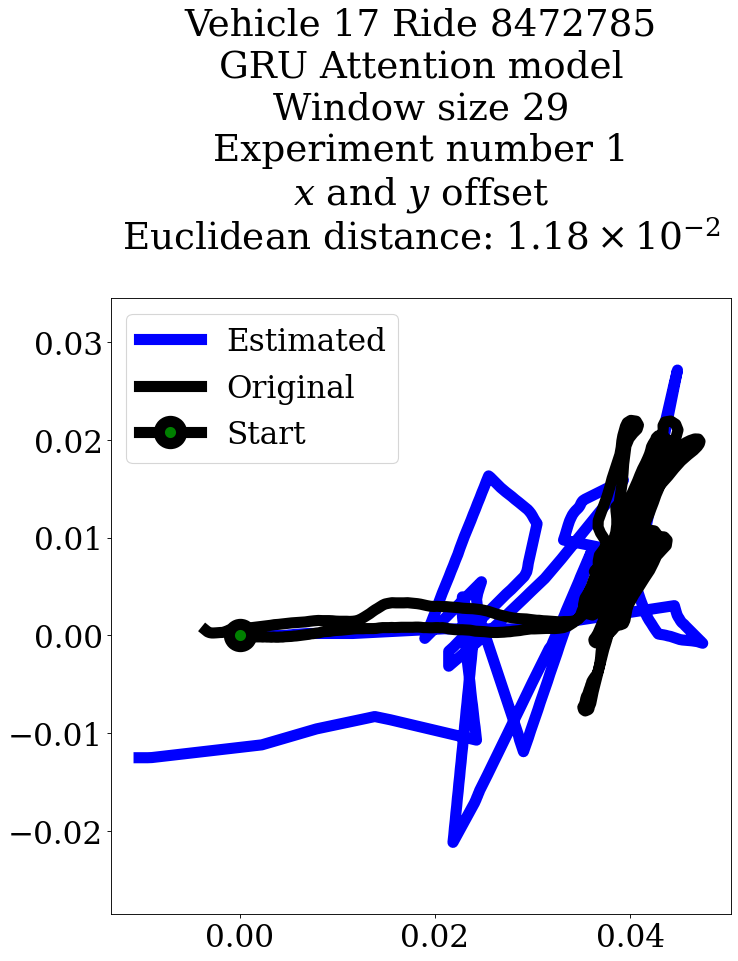 Vehicle 17 Ride 8472785
GRU Attention model
Window size 29
Experiment number 1
x and y offset
Euclidean distance: 1.18 × 10⁻²
Estimated
Original
Start
0.03
0.02
0.01
0.00
−0.01
−0.02
0.00 0.02 0.04